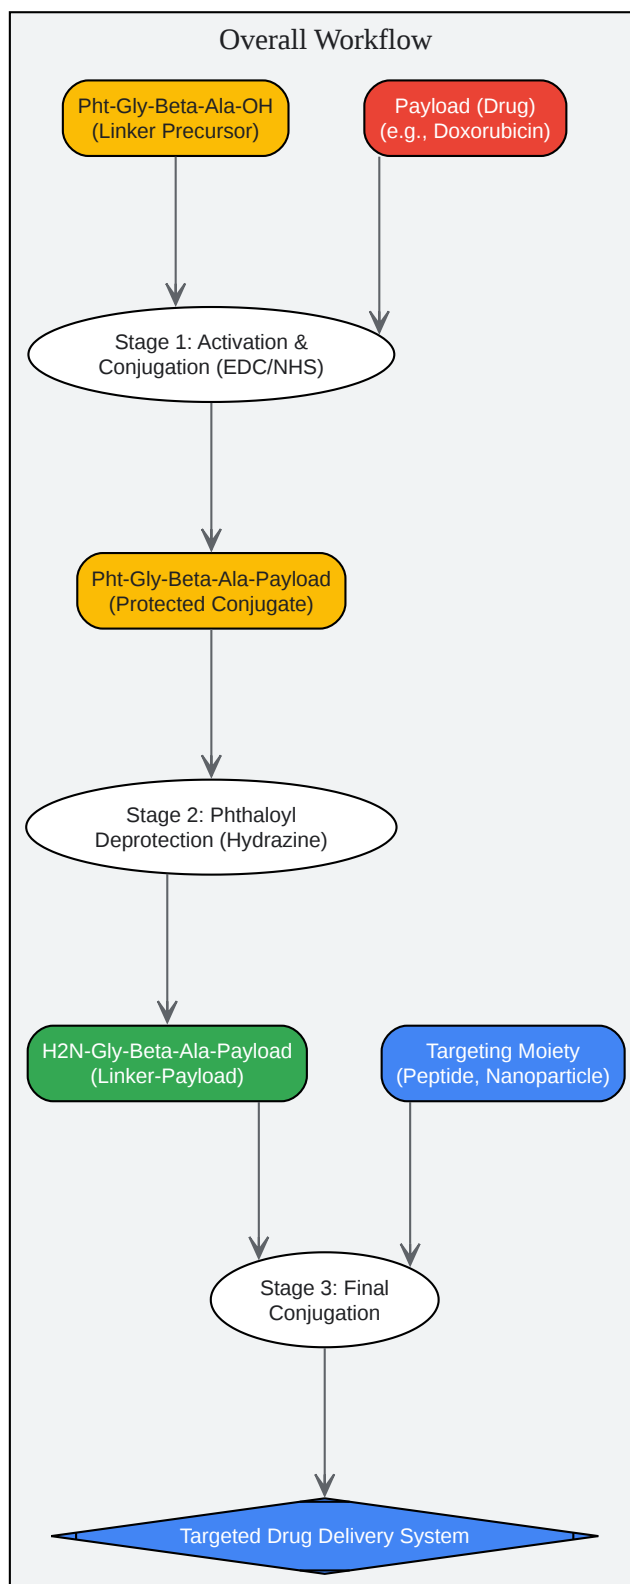 Overall Workflow
Pht-Gly-Beta-Ala-OH
(Linker Precursor)
Payload (Drug)
(e.g., Doxorubicin)
Stage 1: Activation &
Conjugation (EDC/NHS)
Pht-Gly-Beta-Ala-Payload
(Protected Conjugate)
Stage 2: Phthaloyl
Deprotection (Hydrazine)
H2N-Gly-Beta-Ala-Payload
(Linker-Payload)
Targeting Moiety
(Peptide, Nanoparticle)
Stage 3: Final
Conjugation
Targeted Drug Delivery System